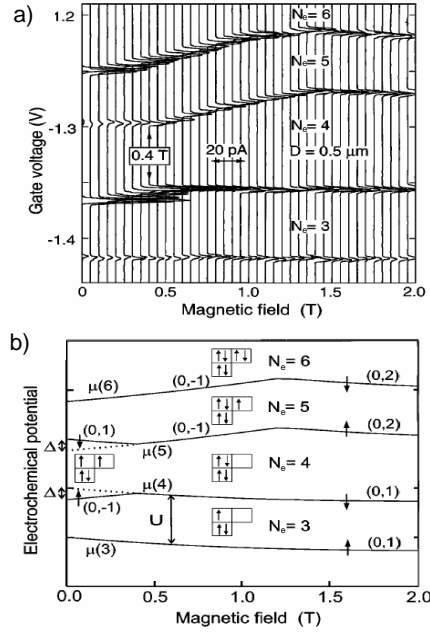 a)
1.2
-1.3
-1.4
Gate voltage (V)
Nₑ= 6
Nₑ= 5
Nₑ= 4
20 pA
D = 0.5 μm
0.4 T
Nₑ= 3
0 0.5 1.0 1.5 2.0
Magnetic field (T)
b)
Electrochemical potential
μ(6)
(0,-1)
Nₑ= 6
(0,2)
(0,1)
(0,-1)
Nₑ= 5
(0,2)
Δ
μ(5)
Nₑ= 4
Δ
μ(4)
(0,1)
(0,-1)
U
Nₑ= 3
μ(3)
(0,1)
0.0 0.5 1.0 1.5 2.0
Magnetic field (T)